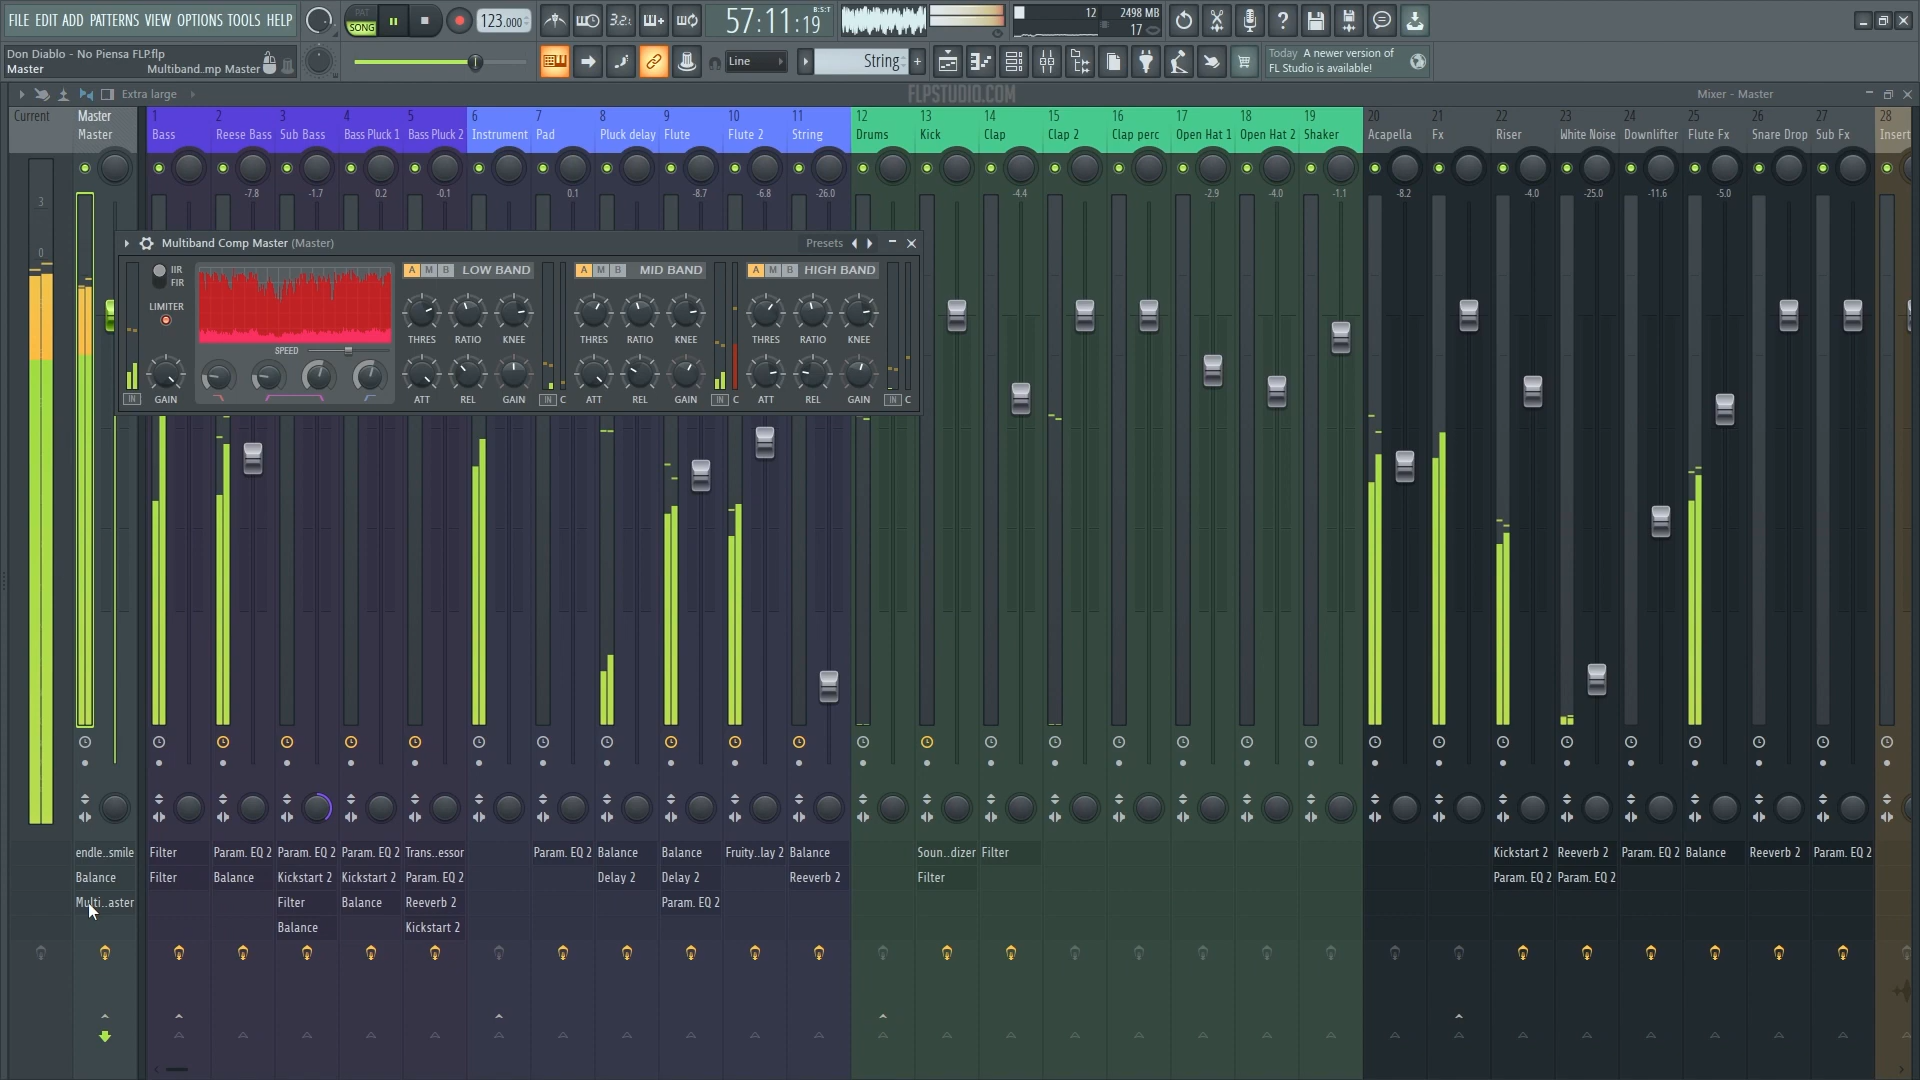 FILE EDIT ADD PATTERNS VIEW OPTIONS TOOLS HELP
PAT
SONG
123.000
3.2.
57:11:19
B:S:T
12
2498 MB
17
Don Diablo - No Piensa FLP.flp
Master
Multiband..mp Master
Line
String
Today A newer version of
FL Studio is available!
Extra large
FLPSTUDIO.COM
Mixer - Master
Current
Master
Master
1
Bass
2
Reese Bass
3
Sub Bass
4
Bass Pluck 1
5
Bass Pluck 2
6
Instrument
7
Pad
8
Pluck delay
9
Flute
10
Flute 2
11
String
12
Drums
13
Kick
14
Clap
15
Clap 2
16
Clap perc
17
Open Hat 1
18
Open Hat 2
19
Shaker
20
Acapella
21
Fx
22
Riser
23
White Noise
24
Downlifter
25
Flute Fx
26
Snare Drop
27
Sub Fx
28
Insert
-7.8
-1.7
0.2
-0.1
0.1
-8.7
-6.8
-26.0
-4.4
-2.9
-4.0
-1.1
-8.2
-4.0
-25.0
-11.6
-5.0
3
0
Multiband Comp Master (Master)
Presets
IIR
FIR
LIMITER
GAIN
IN
SPEED
A M B LOW BAND
THRES RATIO KNEE
ATT REL GAIN
IN C
A M B MID BAND
THRES RATIO KNEE
ATT REL GAIN
IN C
A M B HIGH BAND
THRES RATIO KNEE
ATT REL GAIN
IN C
endle..smile Filter Param. EQ 2 Param. EQ 2 Param. EQ 2 Trans..essor Param. EQ 2 Balance Balance Fruity..lay 2 Balance Soun..dizer Filter Kickstart 2 Reeverb 2 Param. EQ 2 Balance Reeverb 2 Param. EQ 2
Balance Filter Balance Kickstart 2 Kickstart 2 Param. EQ 2 Delay 2 Delay 2 Reeverb 2 Filter Param. EQ 2 Param. EQ 2
Multi..aster Filter Balance Reeverb 2 Param. EQ 2
Balance Kickstart 2